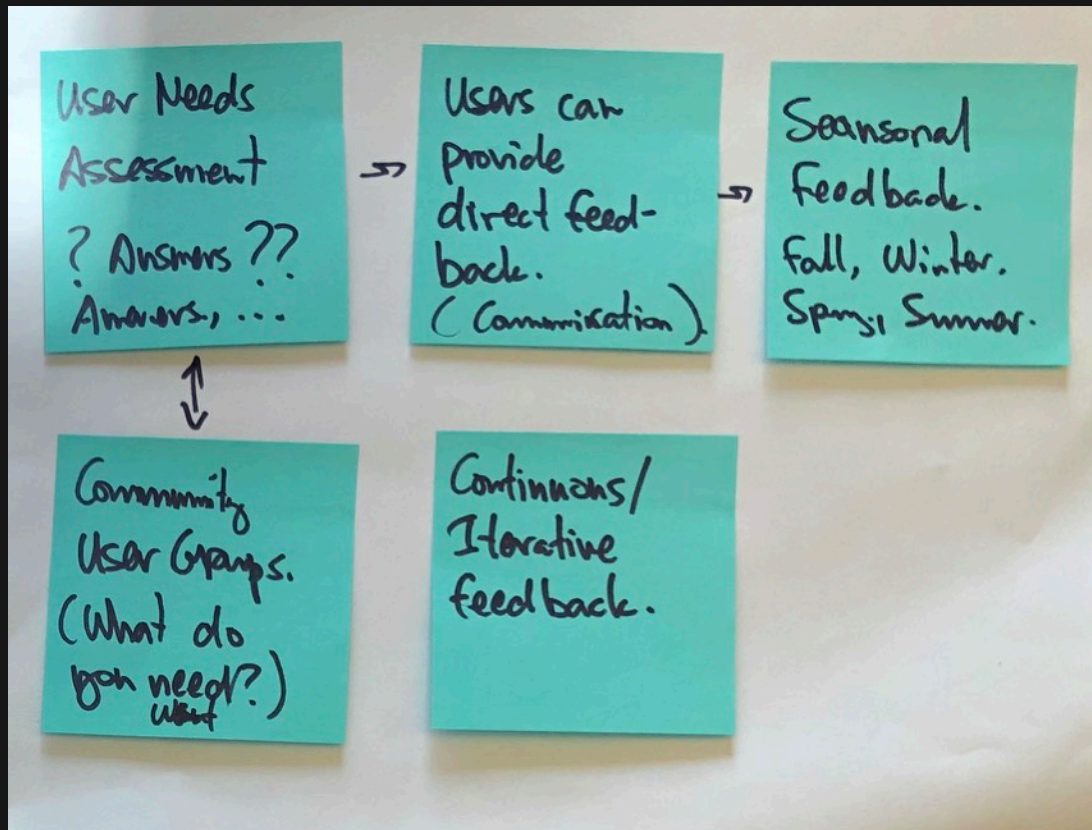 User Needs
Assessment
? Answers ??
Answers, ...
Users can
provide
direct feed-
back.
(Communication).
Seansonal
Feedback.
Fall, Winter.
Spring, Summer.
Community
User Groups.
(What do
you need?)
want
Continuous/
Iterative
feedback.